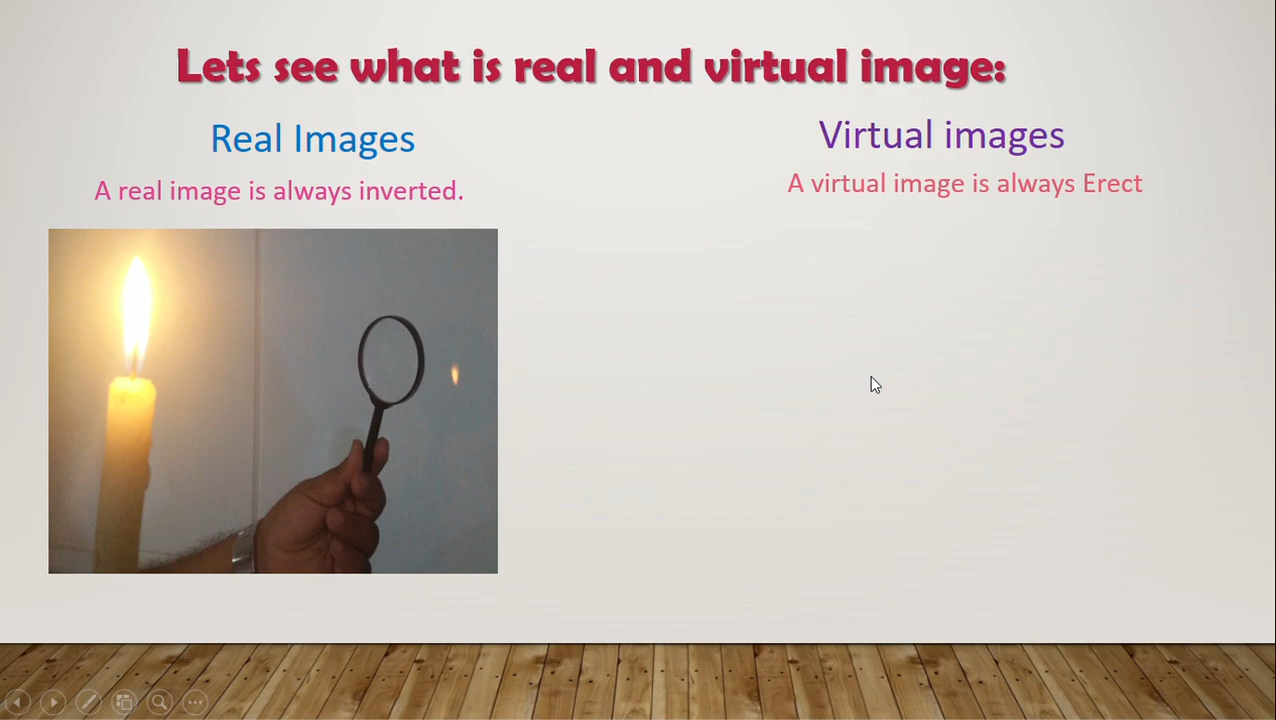 Lets see what is real and virtual image:
Real Images
A real image is always inverted.
Virtual images
A virtual image is always Erect